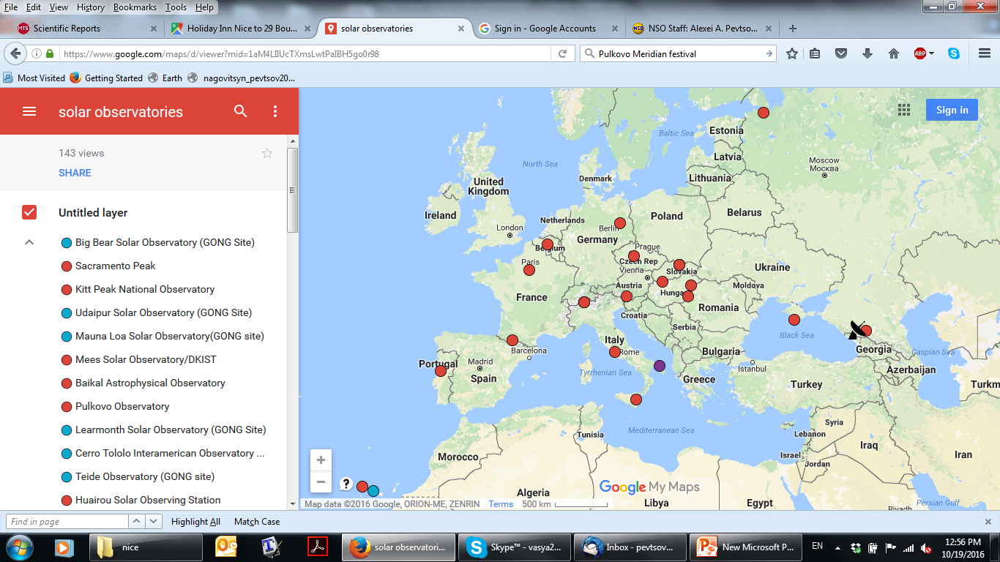 File Edit View History Bookmarks Tools Help
MTS Scientific Reports
Holiday Inn Nice to 29 Bou...
solar observatories
Sign in - Google Accounts
NSO Staff: Alexei A. Pevtso...
https://www.google.com/maps/d/viewer?mid=1aM4LIIUcTXmsLwtPaIBH5go0r98
Pulkovo Meridian festival
ABP
Most Visited Getting Started Earth nagovitsyn_pevtsov20...
solar observatories
143 views
SHARE
Untitled layer
Big Bear Solar Observatory (GONG Site)
Sacramento Peak
Kitt Peak National Observatory
Udaipur Solar Observatory (GONG Site)
Mauna Loa Solar Observatory(GONG site)
Mees Solar Observatory/DKIST
Baikal Astrophysical Observatory
Pulkovo Observatory
Learmonth Solar Observatory (GONG Site)
Cerro Tololo Interamerican Observatory ...
Teide Observatory (GONG site)
Huairou Solar Observing Station
Sign in
Estonia
Baltic Sea
Latvia
Moscow
Москва
North Sea
Denmark
Lithuania
United
Kingdom
Ireland
Netherlands
Poland
Belarus
London
Berlin
Germany
Belgium
Prague
Paris
Czech Rep
Vienna
Slovakia
Ukraine
Austria
Moldova
France
Hunga
Romania
Croatia
Serbia
Black Sea
Italy
Georgia
Caspian Sea
Barcelona
Rome
Bulgaria
Portugal
Madrid
Spain
Tyrrhenian Sea
Greece
Istanbul
Azerbaijan
Turkey
Turkm
Mediterranean Sea
Syria
Tunisia
Lebanon
Iraq
Morocco
Israel
Iran
Jordan
?
Algeria
Google My Maps
Libya
Egypt
Persian Gulf
Riyadh
Map data ©2016 Google, ORION-ME, ZENRIN Terms 500 km
Find in page Highlight All Match Case
nice
solar observatori...
Skype™ - vasya2...
Inbox - pevtsov...
New Microsoft P...
EN
12:56 PM
10/19/2016